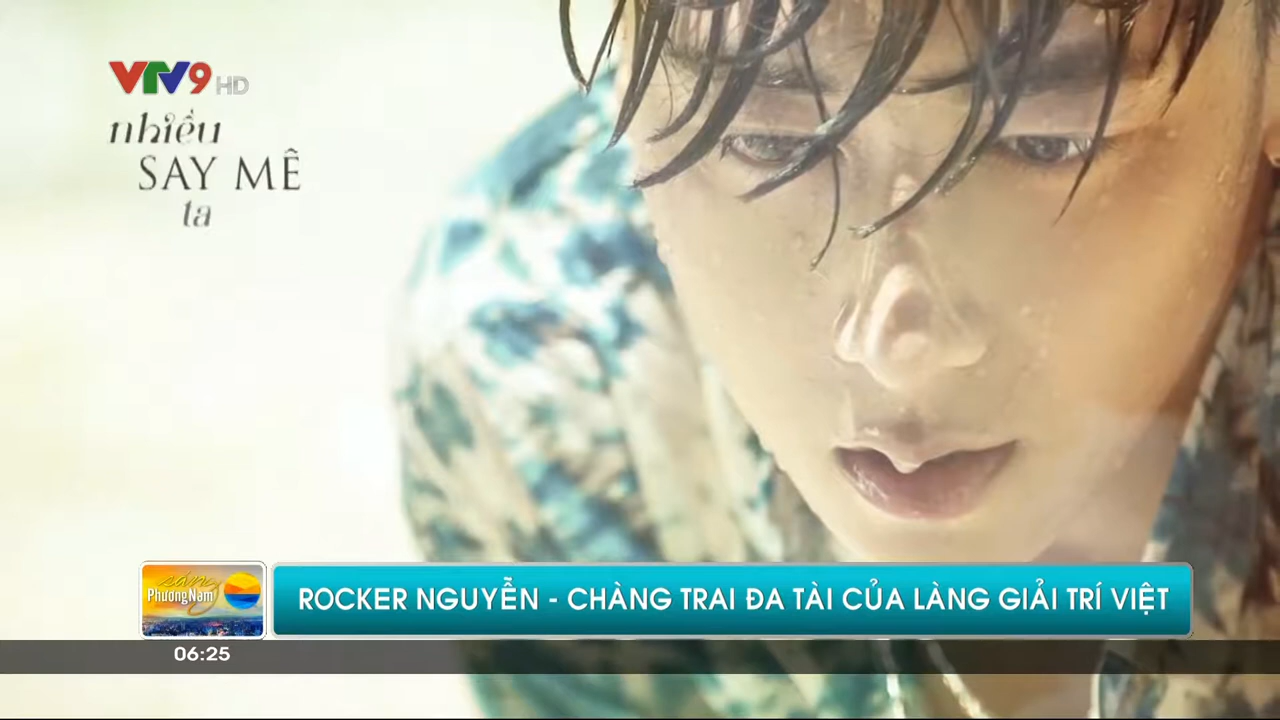 VTV9 HD
nhiều
SAY MÊ
ta
sáng
Phương Nam
ROCKER NGUYỄN - CHÀNG TRAI ĐA TÀI CỦA LÀNG GIẢI TRÍ VIỆT
06:25